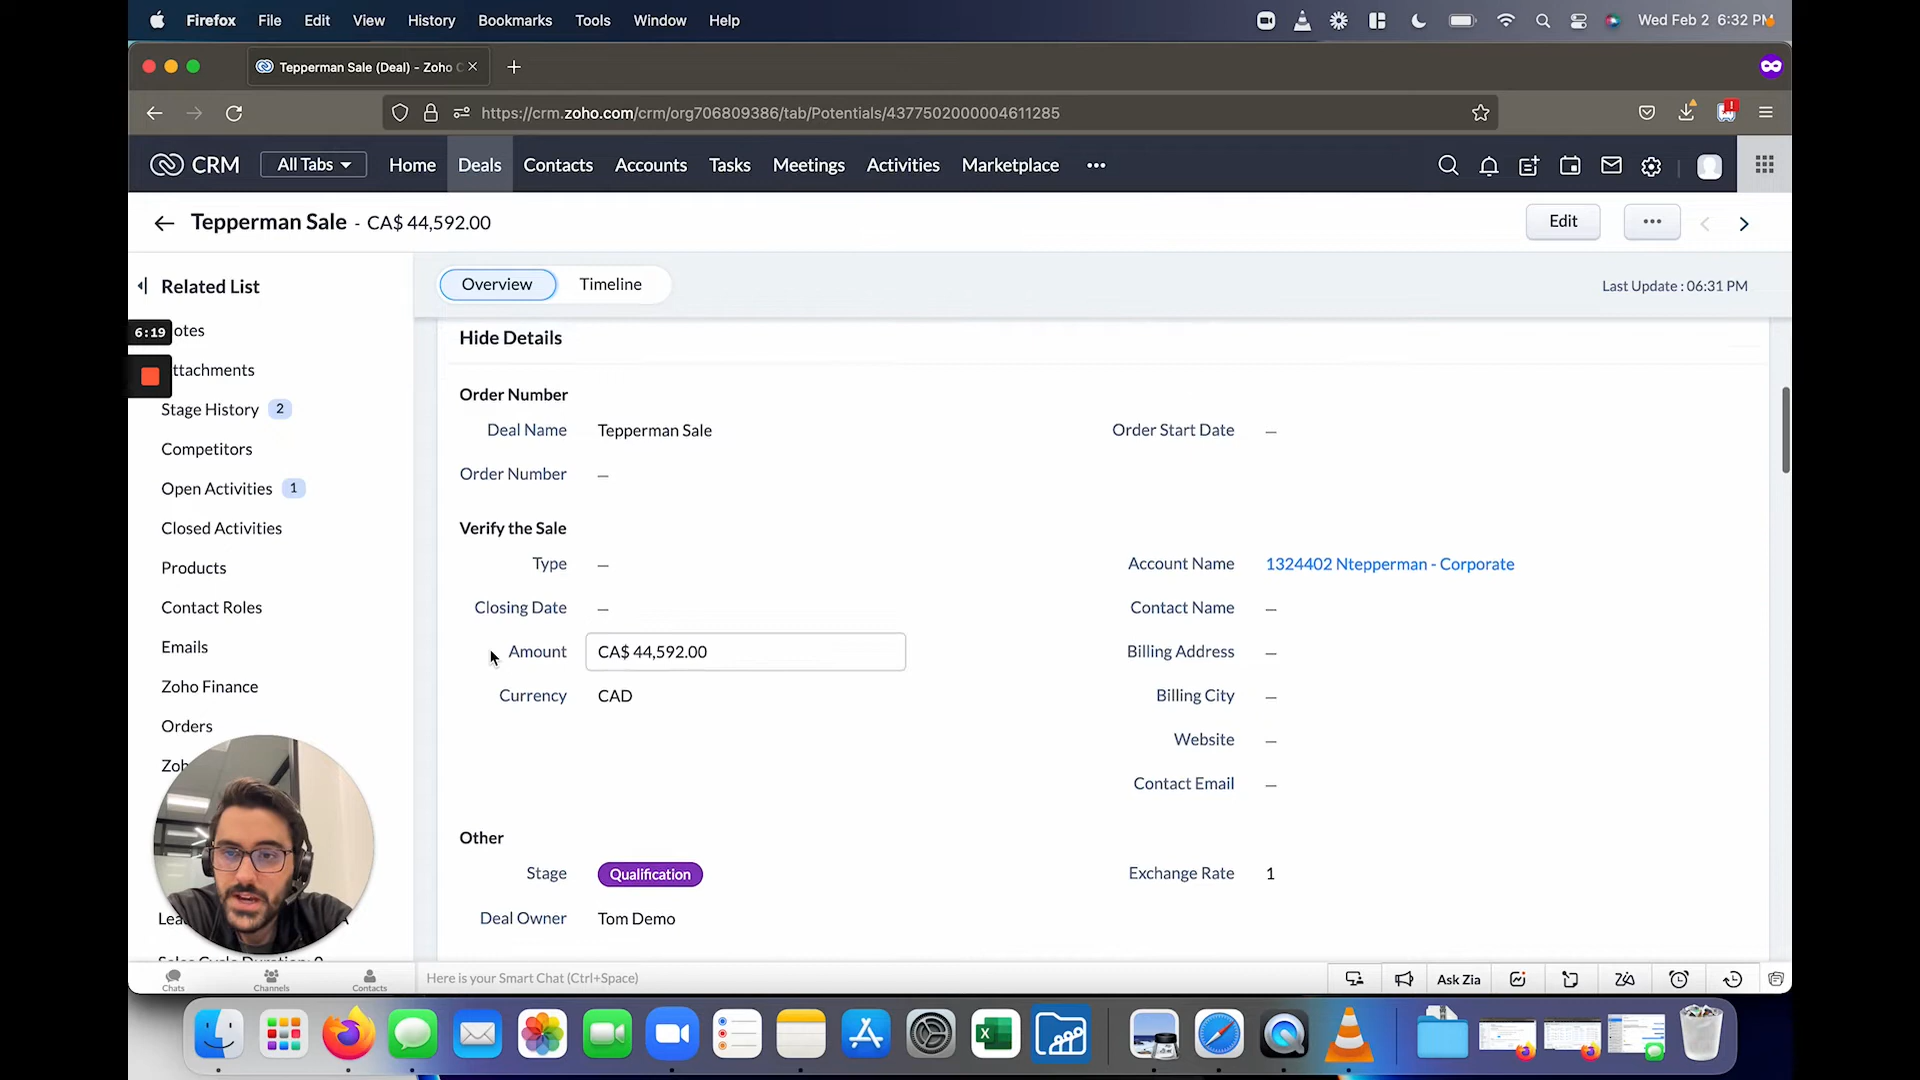 Firefox File Edit View History Bookmarks Tools Window Help Wed Feb 2 6:32 PM
Tepperman Sale (Deal) - Zoho C
https://crm.zoho.com/crm/org706809386/tab/Potentials/4377502000004611285
CRM All Tabs Home Deals Contacts Accounts Tasks Meetings Activities Marketplace •••
Tepperman Sale - CA$ 44,592.00 Edit •••
Related List
Overview Timeline Last Update : 06:31 PM
6:19
otes
ttachments
Stage History 2
Competitors
Open Activities 1
Closed Activities
Products
Contact Roles
Emails
Zoho Finance
Orders
Zoh
Lea A
Sales Cycle Duration: 0
Hide Details
Order Number
Deal Name Tepperman Sale Order Start Date —
Order Number —
Verify the Sale
Type — Account Name 1324402 Ntepperman - Corporate
Closing Date — Contact Name —
Amount CA$ 44,592.00 Billing Address —
Currency CAD Billing City —
Website —
Contact Email —
Other
Stage Qualification Exchange Rate 1
Deal Owner Tom Demo
Chats Channels Contacts Here is your Smart Chat (Ctrl+Space) Ask Zia